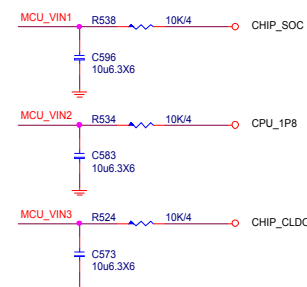 MCU_VIN1 R538 10K/4 CHIP_SOC
C596
10u6.3X6
MCU_VIN2 R534 10K/4 CPU_1P8
C583
10u6.3X6
MCU_VIN3 R524 10K/4 CHIP_CLDO
C573
10u6.3X6